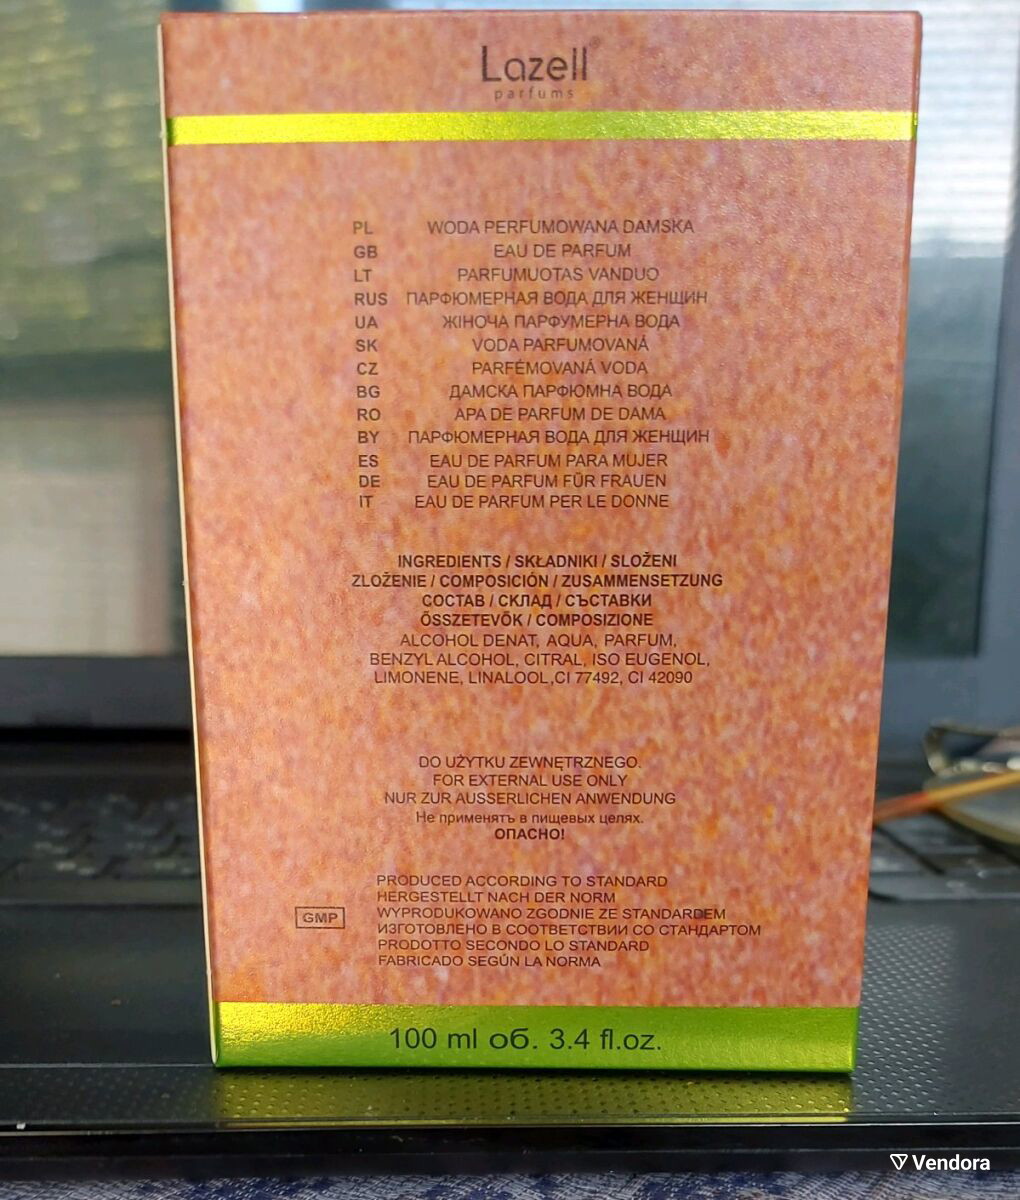 Lazell®
parfums
PL WODA PERFUMOWANA DAMSKA
GB EAU DE PARFUM
LT PARFUMUOTAS VANDUO
RUS ПАРФЮМЕРНАЯ ВОДА ДЛЯ ЖЕНЩИН
UA ЖІНОЧА ПАРФУМЕРНА ВОДА
SK VODA PARFUMOVANÁ
CZ PARFÉMOVANÁ VODA
BG ДАМСКА ПАРФЮМНА ВОДА
RO APA DE PARFUM DE DAMA
BY ПАРФЮМЕРНАЯ ВОДА ДЛЯ ЖЕНЩИН
ES EAU DE PARFUM PARA MUJER
DE EAU DE PARFUM FÜR FRAUEN
IT EAU DE PARFUM PER LE DONNE
INGREDIENTS / SKŁADNIKI / SLOŽENI
ZLOŽENIE / COMPOSICIÓN / ZUSAMMENSETZUNG
СОСТАВ / СКЛАД / СЪСТАВКИ
ÖSSZETEVŐK / COMPOSIZIONE
ALCOHOL DENAT, AQUA, PARFUM,
BENZYL ALCOHOL, CITRAL, ISO EUGENOL,
LIMONENE, LINALOOL,CI 77492, CI 42090
DO UŻYTKU ZEWNĘTRZNEGO.
FOR EXTERNAL USE ONLY
NUR ZUR AUSSERLICHEN ANWENDUNG
Не применятъ в пищевых целях.
ОПАСНО!
PRODUCED ACCORDING TO STANDARD
HERGESTELLT NACH DER NORM
GMP WYPRODUKOWANO ZGODNIE ZE STANDARDEM
ИЗГОТОВЛЕНО В СООТВЕТСТВИИ СО СТАНДАРТОМ
PRODOTTO SECONDO LO STANDARD
FABRICADO SEGÚN LA NORMA
100 ml об. 3.4 fl.oz.
Vendora